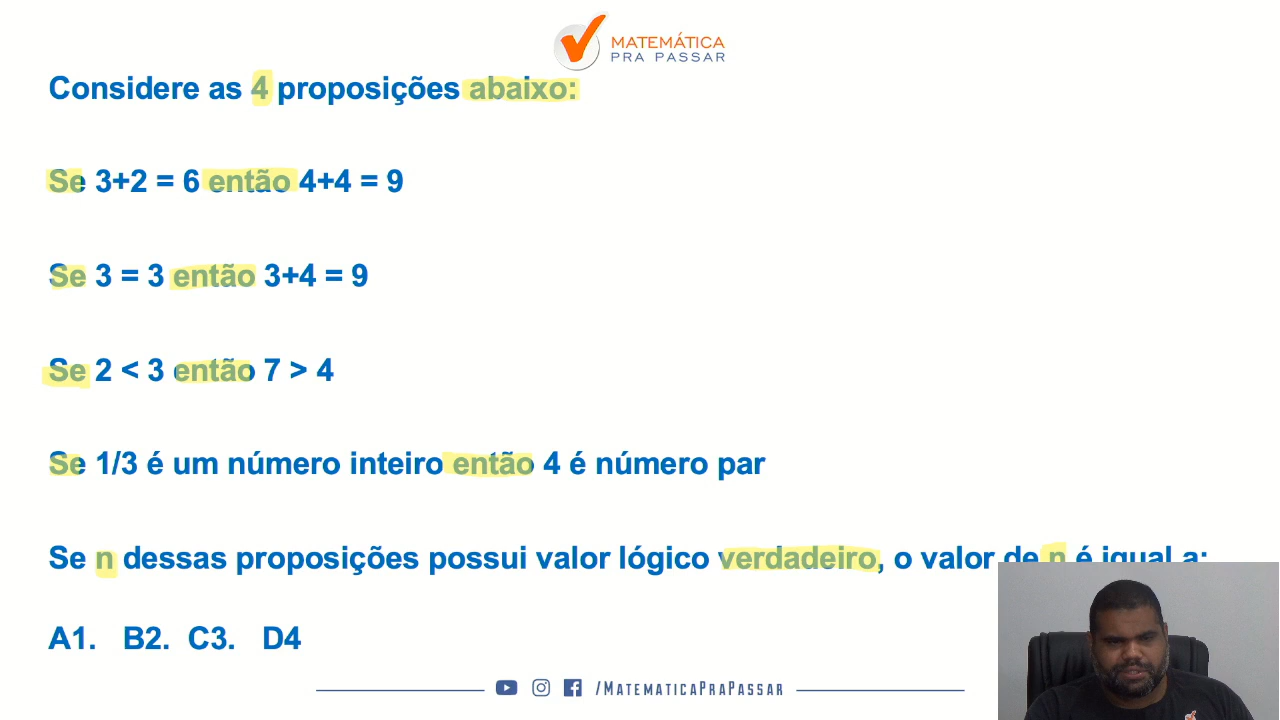 MATEMÁTICA
PRA PASSAR
Considere as 4 proposições abaixo:
Se 3+2 = 6 então 4+4 = 9
Se 3 = 3 então 3+4 = 9
Se 2 < 3 então 7 > 4
Se 1/3 é um número inteiro então 4 é número par
Se n dessas proposições possui valor lógico verdadeiro, o valor de n é igual a:
A1. B2. C3. D4
/MATEMATICAPRAPASSAR